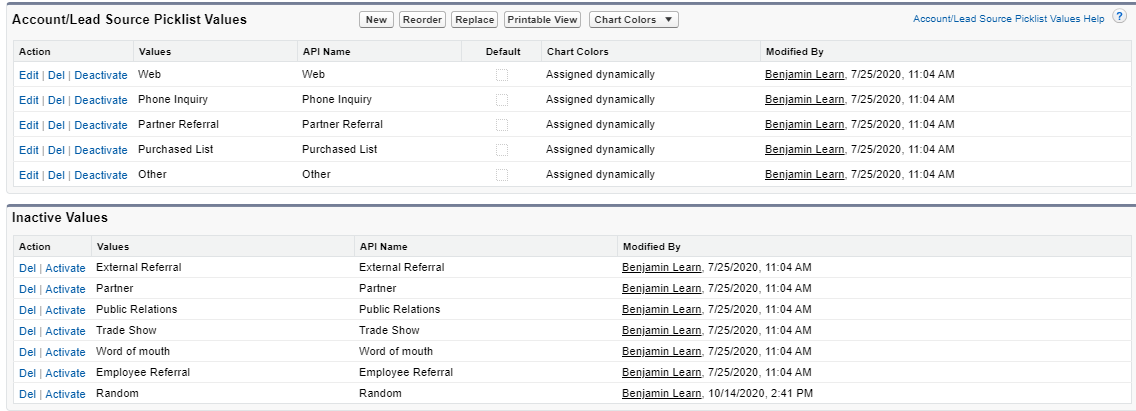 Account/Lead Source Picklist Values New Reorder Replace Printable View Chart Colors ▼ Account/Lead Source Picklist Values Help ?
Action Values API Name Default Chart Colors Modified By
Edit | Del | Deactivate Web Web Assigned dynamically Benjamin Learn, 7/25/2020, 11:04 AM
Edit | Del | Deactivate Phone Inquiry Phone Inquiry Assigned dynamically Benjamin Learn, 7/25/2020, 11:04 AM
Edit | Del | Deactivate Partner Referral Partner Referral Assigned dynamically Benjamin Learn, 7/25/2020, 11:04 AM
Edit | Del | Deactivate Purchased List Purchased List Assigned dynamically Benjamin Learn, 7/25/2020, 11:04 AM
Edit | Del | Deactivate Other Other Assigned dynamically Benjamin Learn, 7/25/2020, 11:04 AM
Inactive Values
Action Values API Name Modified By
Del | Activate External Referral External Referral Benjamin Learn, 7/25/2020, 11:04 AM
Del | Activate Partner Partner Benjamin Learn, 7/25/2020, 11:04 AM
Del | Activate Public Relations Public Relations Benjamin Learn, 7/25/2020, 11:04 AM
Del | Activate Trade Show Trade Show Benjamin Learn, 7/25/2020, 11:04 AM
Del | Activate Word of mouth Word of mouth Benjamin Learn, 7/25/2020, 11:04 AM
Del | Activate Employee Referral Employee Referral Benjamin Learn, 7/25/2020, 11:04 AM
Del | Activate Random Random Benjamin Learn, 10/14/2020, 2:41 PM